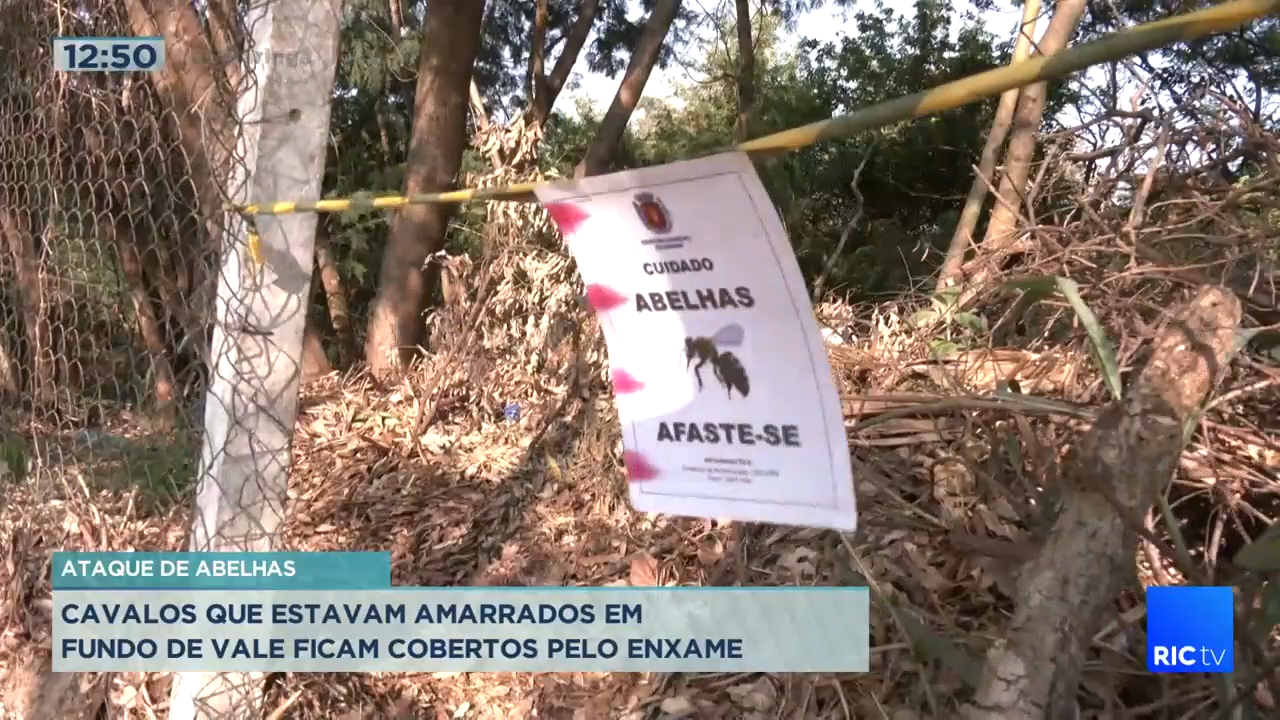 12:50
CUIDADO
ABELHAS
AFASTE-SE
ATAQUE DE ABELHAS
CAVALOS QUE ESTAVAM AMARRADOS EM
FUNDO DE VALE FICAM COBERTOS PELO ENXAME
RICtv